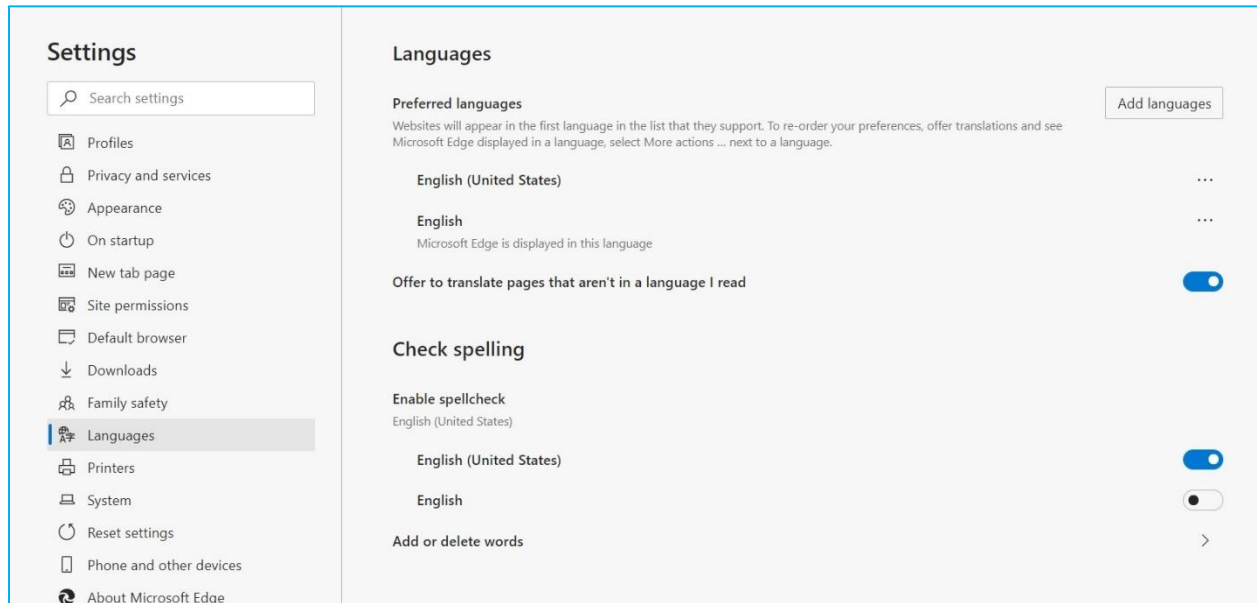 Settings
Search settings
Profiles
Privacy and services
Appearance
On startup
New tab page
Site permissions
Default browser
Downloads
Family safety
Languages
Printers
System
Reset settings
Phone and other devices
About Microsoft Edge
Languages
Preferred languages
Add languages
Websites will appear in the first language in the list that they support. To re-order your preferences, offer translations and see
Microsoft Edge displayed in a language, select More actions ... next to a language.
English (United States)
English
Microsoft Edge is displayed in this language
Offer to translate pages that aren't in a language I read
Check spelling
Enable spellcheck
English (United States)
English (United States)
English
Add or delete words